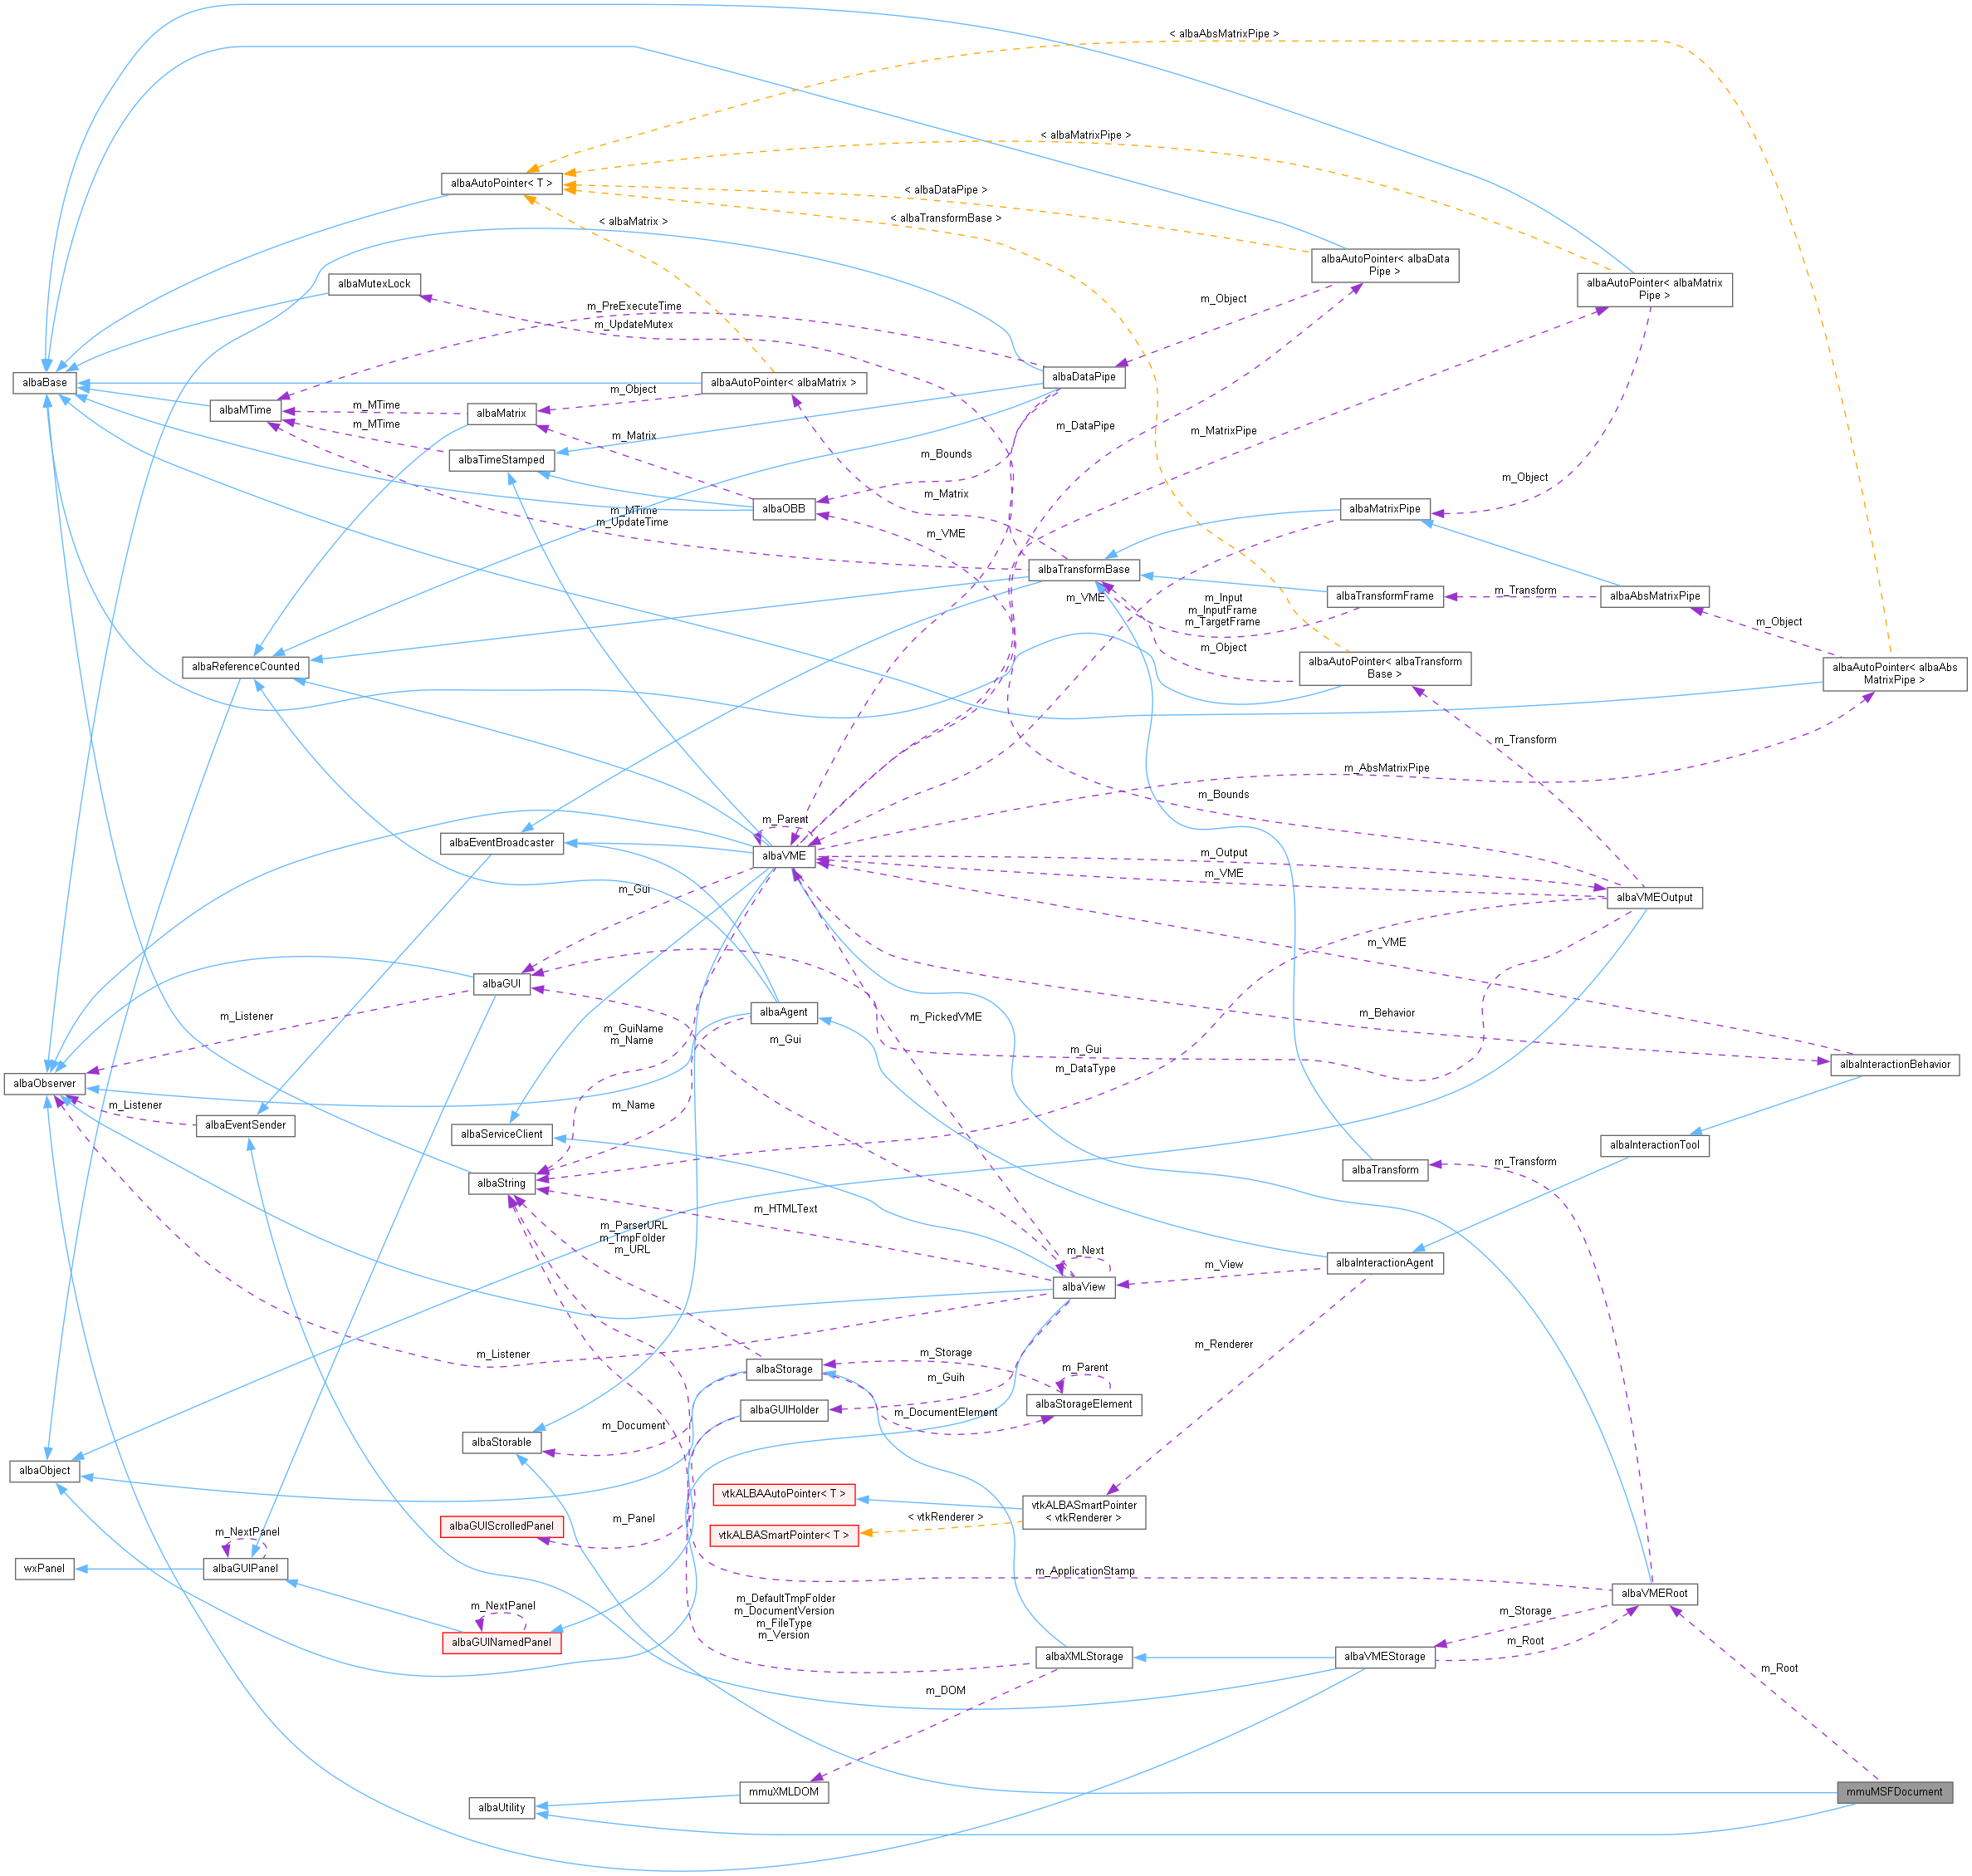 < albaAbsMatrixPipe >
< albaMatrixPipe >
albaAutoPointer< T >
< albaDataPipe >
< albaTransformBase >
< albaMatrix >
albaAutoPointer< albaData
Pipe >
albaAutoPointer< albaMatrix
Pipe >
albaMutexLock
m_Object
m_PreExecuteTime
m_UpdateMutex
albaBase
albaAutoPointer< albaMatrix >
albaDataPipe
m_Object
albaMTime
m_MTime
albaMatrix
m_MTime
m_Matrix
m_DataPipe
m_MatrixPipe
albaTimeStamped
m_Bounds
m_Object
m_Matrix
albaOBB
albaMatrixPipe
m_MTime
m_UpdateTime
m_VME
albaTransformBase
m_VME
m_Input
m_InputFrame
m_TargetFrame
albaTransformFrame
m_Transform
albaAbsMatrixPipe
m_Object
m_Object
albaReferenceCounted
albaAutoPointer< albaTransform
Base >
albaAutoPointer< albaAbs
MatrixPipe >
m_Transform
m_AbsMatrixPipe
m_Bounds
m_Parent
albaEventBroadcaster
albaVME
m_Output
m_VME
m_Gui
albaVMEOutput
m_VME
albaGUI
m_Listener
albaAgent
m_PickedVME
m_Behavior
m_GuiName
m_Name
m_Gui
m_Gui
m_DataType
albaInteractionBehavior
albaObserver
m_Listener
m_Name
albaEventSender
albaServiceClient
albaInteractionTool
m_Transform
albaTransform
albaString
m_HTMLText
m_ParserURL
m_TmpFolder
m_URL
m_Next
m_View
albaInteractionAgent
albaView
m_Listener
m_Storage
m_Renderer
albaStorage
m_Guih
m_Parent
albaGUIHolder
m_DocumentElement
albaStorageElement
m_Document
albaStorable
albaObject
vtkALBAAutoPointer< T >
vtkALBASmartPointer
< vtkRenderer >
m_Panel
albaGUIScrolledPanel
< vtkRenderer >
vtkALBASmartPointer< T >
m_NextPanel
wxPanel
albaGUIPanel
m_ApplicationStamp
albaVMERoot
m_NextPanel
albaGUINamedPanel
m_DefaultTmpFolder
m_DocumentVersion
m_FileType
m_Version
m_Storage
m_Root
albaXMLStorage
albaVMEStorage
m_Root
m_DOM
mmuXMLDOM
mmuMSFDocument
albaUtility